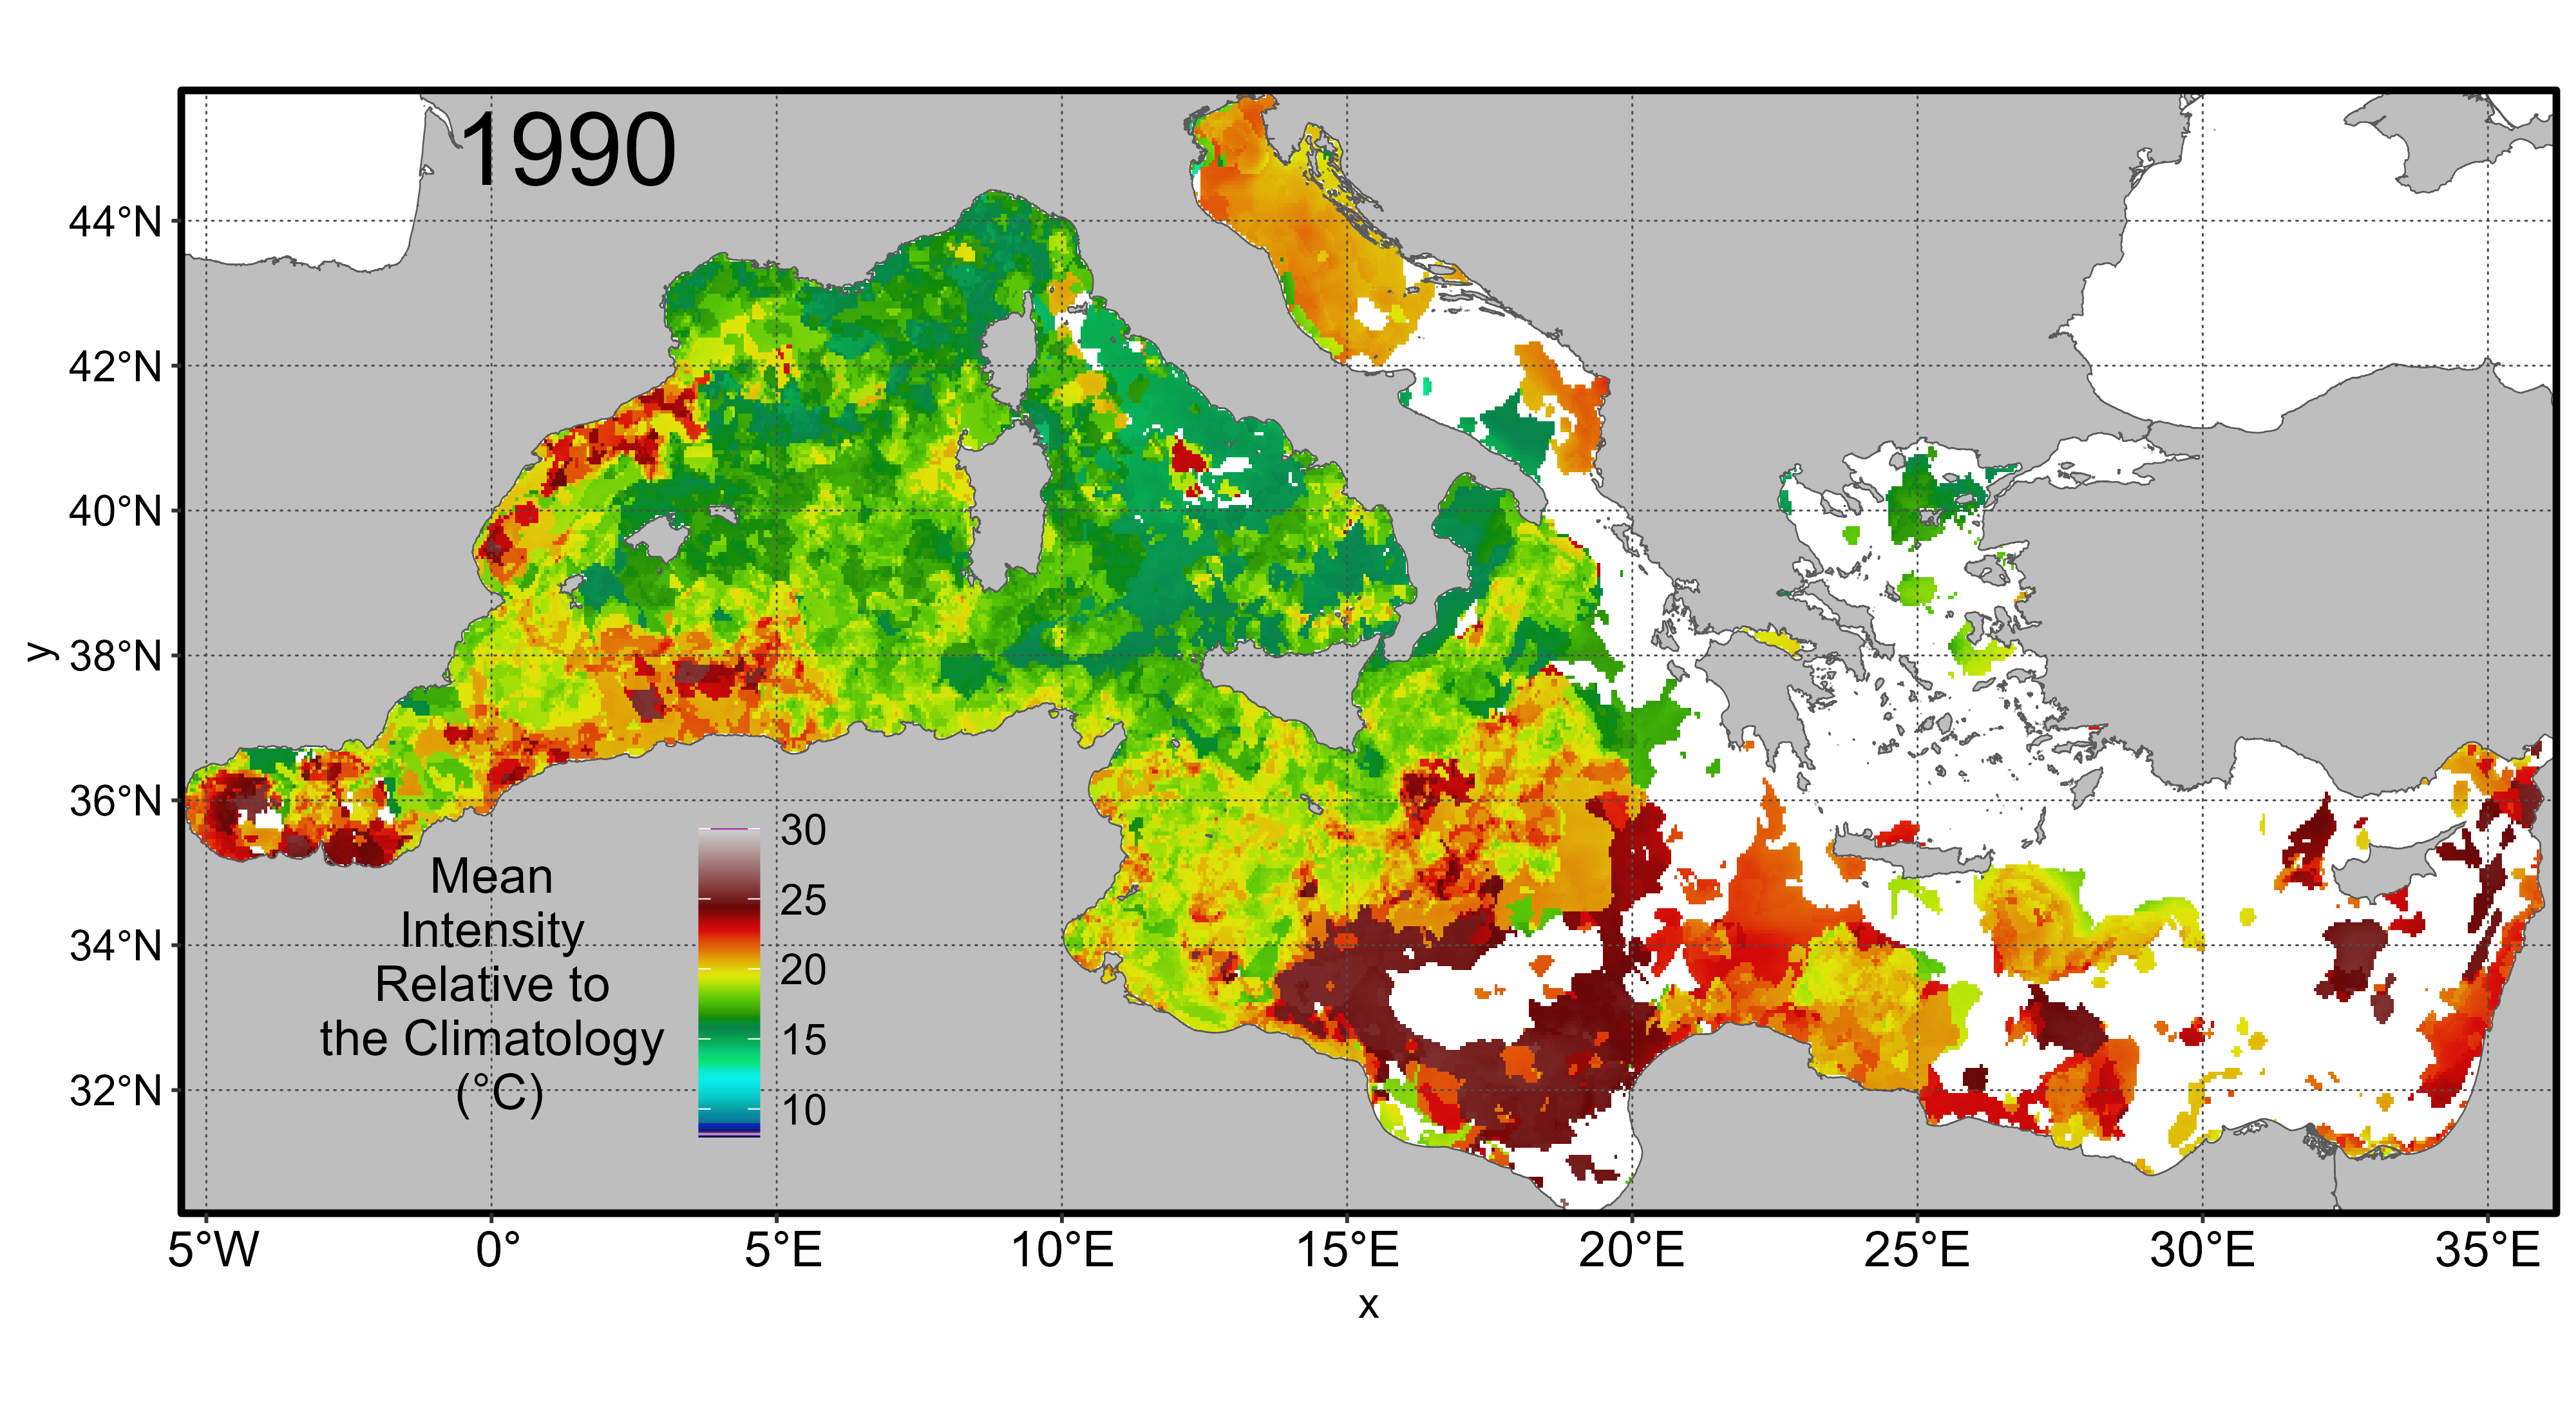 1990
44°N
42°N
40°N
38°N
36°N
34°N
32°N
y
Mean
Intensity
Relative to
the Climatology
(°C)
30
25
20
15
10
5°W
0°
5°E
10°E
15°E
20°E
25°E
30°E
35°E
x